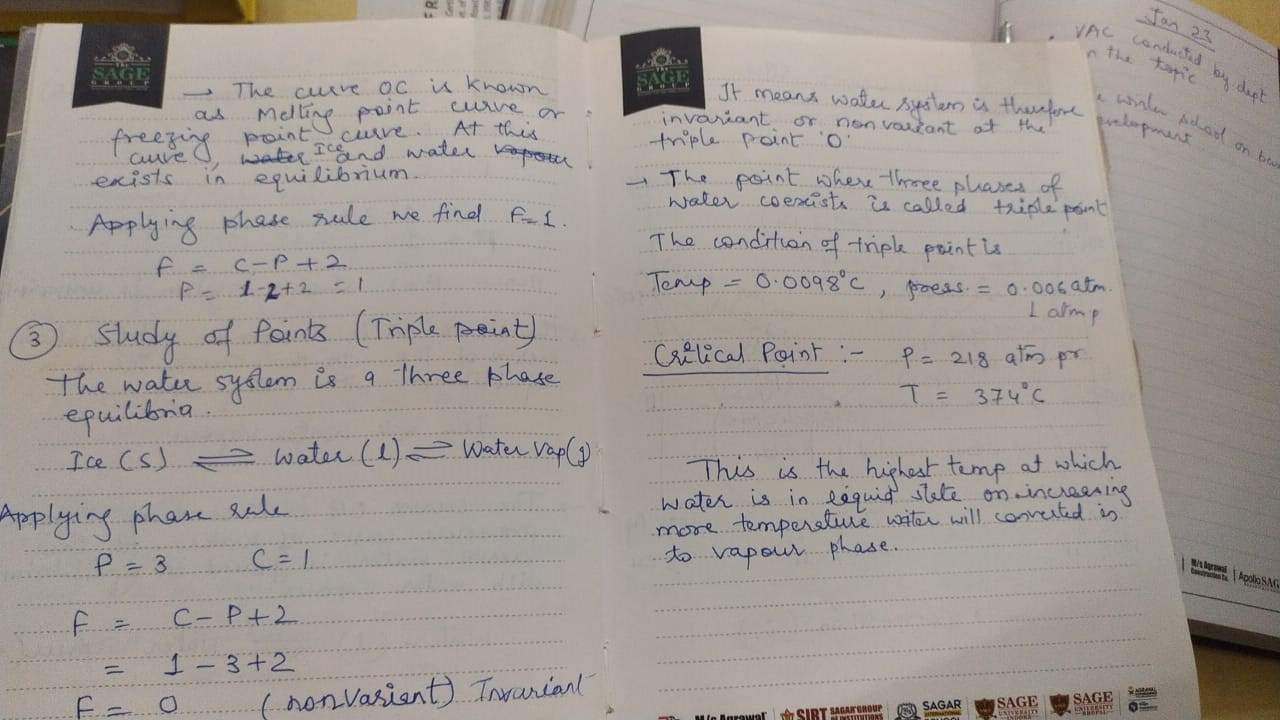 THE
SAGE
GROUP
→ The curve OC is known
as Melting point curve or
freezing point curve. At this
curve, water Ice and water vapour
exists in equilibrium.
Applying phase rule we find F=1.
F = C-P+2
P = 1-2+2 = 1
③ Study of Points (Triple point)
The water system is a three phase
equilibria.
Ice (s) ⇌ water (l) ⇌ Water vap(g)
Applying phase rule
P = 3 C = 1
F = C-P+2
= 1-3+2
F = 0 (nonvarient) Invariant
THE
SAGE
GROUP
It means water system is therefore
invariant or nonvariant at the
triple point 'O'
→ The point where three phases of
water coexists is called triple point
The condition of triple point is
Temp = 0.0098°C, press. = 0.006 atm.
1 atmp
Critical Point :- P = 218 atm pr
T = 374°C
This is the highest temp at which
water is in liquid state on increasing
more temperature water will converted in
to vapour phase.
M/s Agrawal
SIRT SAGAR GROUP
OF INSTITUTIONS
SAGAR
INTERNATIONAL
SCHOOL
SAGE
UNIVERSITY
INDORE
SAGE
UNIVERSITY
BHOPAL
Jan 23
VAC conducted by dept
n the topic
winter school on
velopment
M/s Agrawal
Construction Co.
Apollo SAG